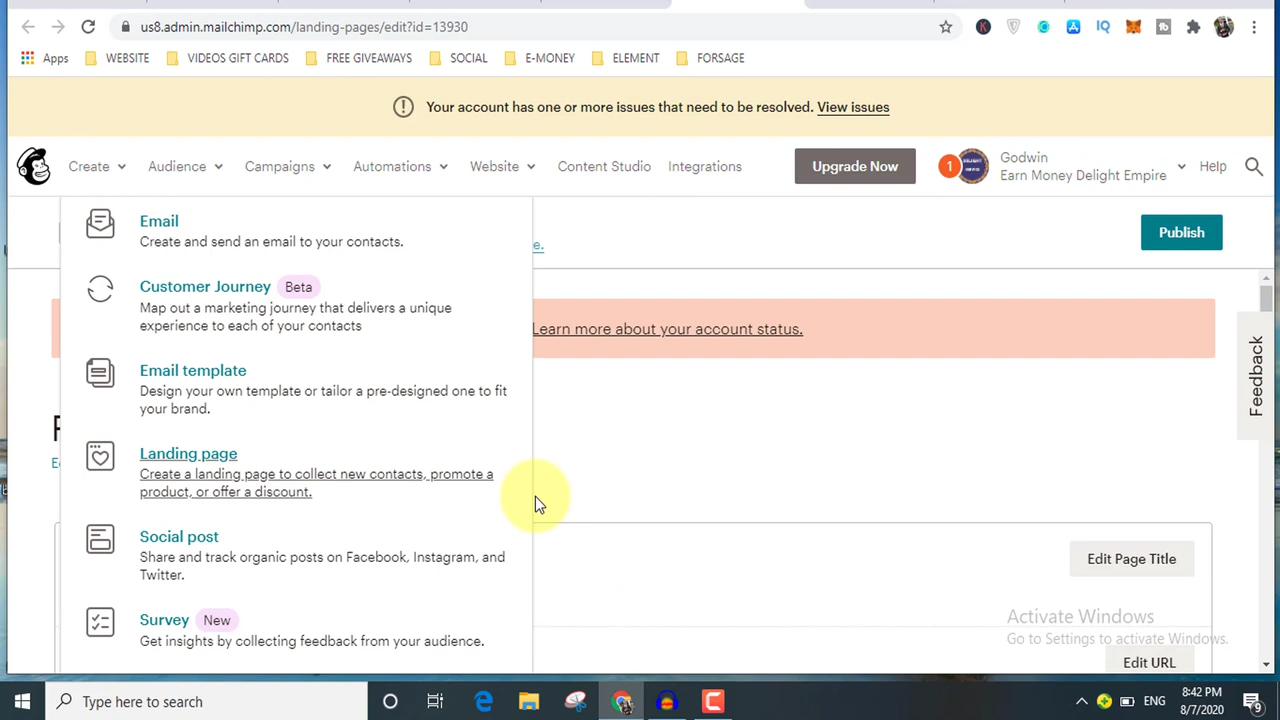 us8.admin.mailchimp.com/landing-pages/edit?id=13930
Apps WEBSITE VIDEOS GIFT CARDS FREE GIVEAWAYS SOCIAL E-MONEY ELEMENT FORSAGE
Your account has one or more issues that need to be resolved. View issues
Create Audience Campaigns Automations Website Content Studio Integrations Upgrade Now 1 Godwin Help
Earn Money Delight Empire
Email
Create and send an email to your contacts.
e.
Publish
Customer Journey Beta
Map out a marketing journey that delivers a unique
experience to each of your contacts
Learn more about your account status.
Feedback
Email template
Design your own template or tailor a pre-designed one to fit
your brand.
Landing page
Create a landing page to collect new contacts, promote a
product, or offer a discount.
Social post
Share and track organic posts on Facebook, Instagram, and
Twitter.
Edit Page Title
Survey New
Get insights by collecting feedback from your audience.
Activate Windows
Go to Settings to activate Windows.
Edit URL
Type here to search
ENG
8:42 PM
8/7/2020
9